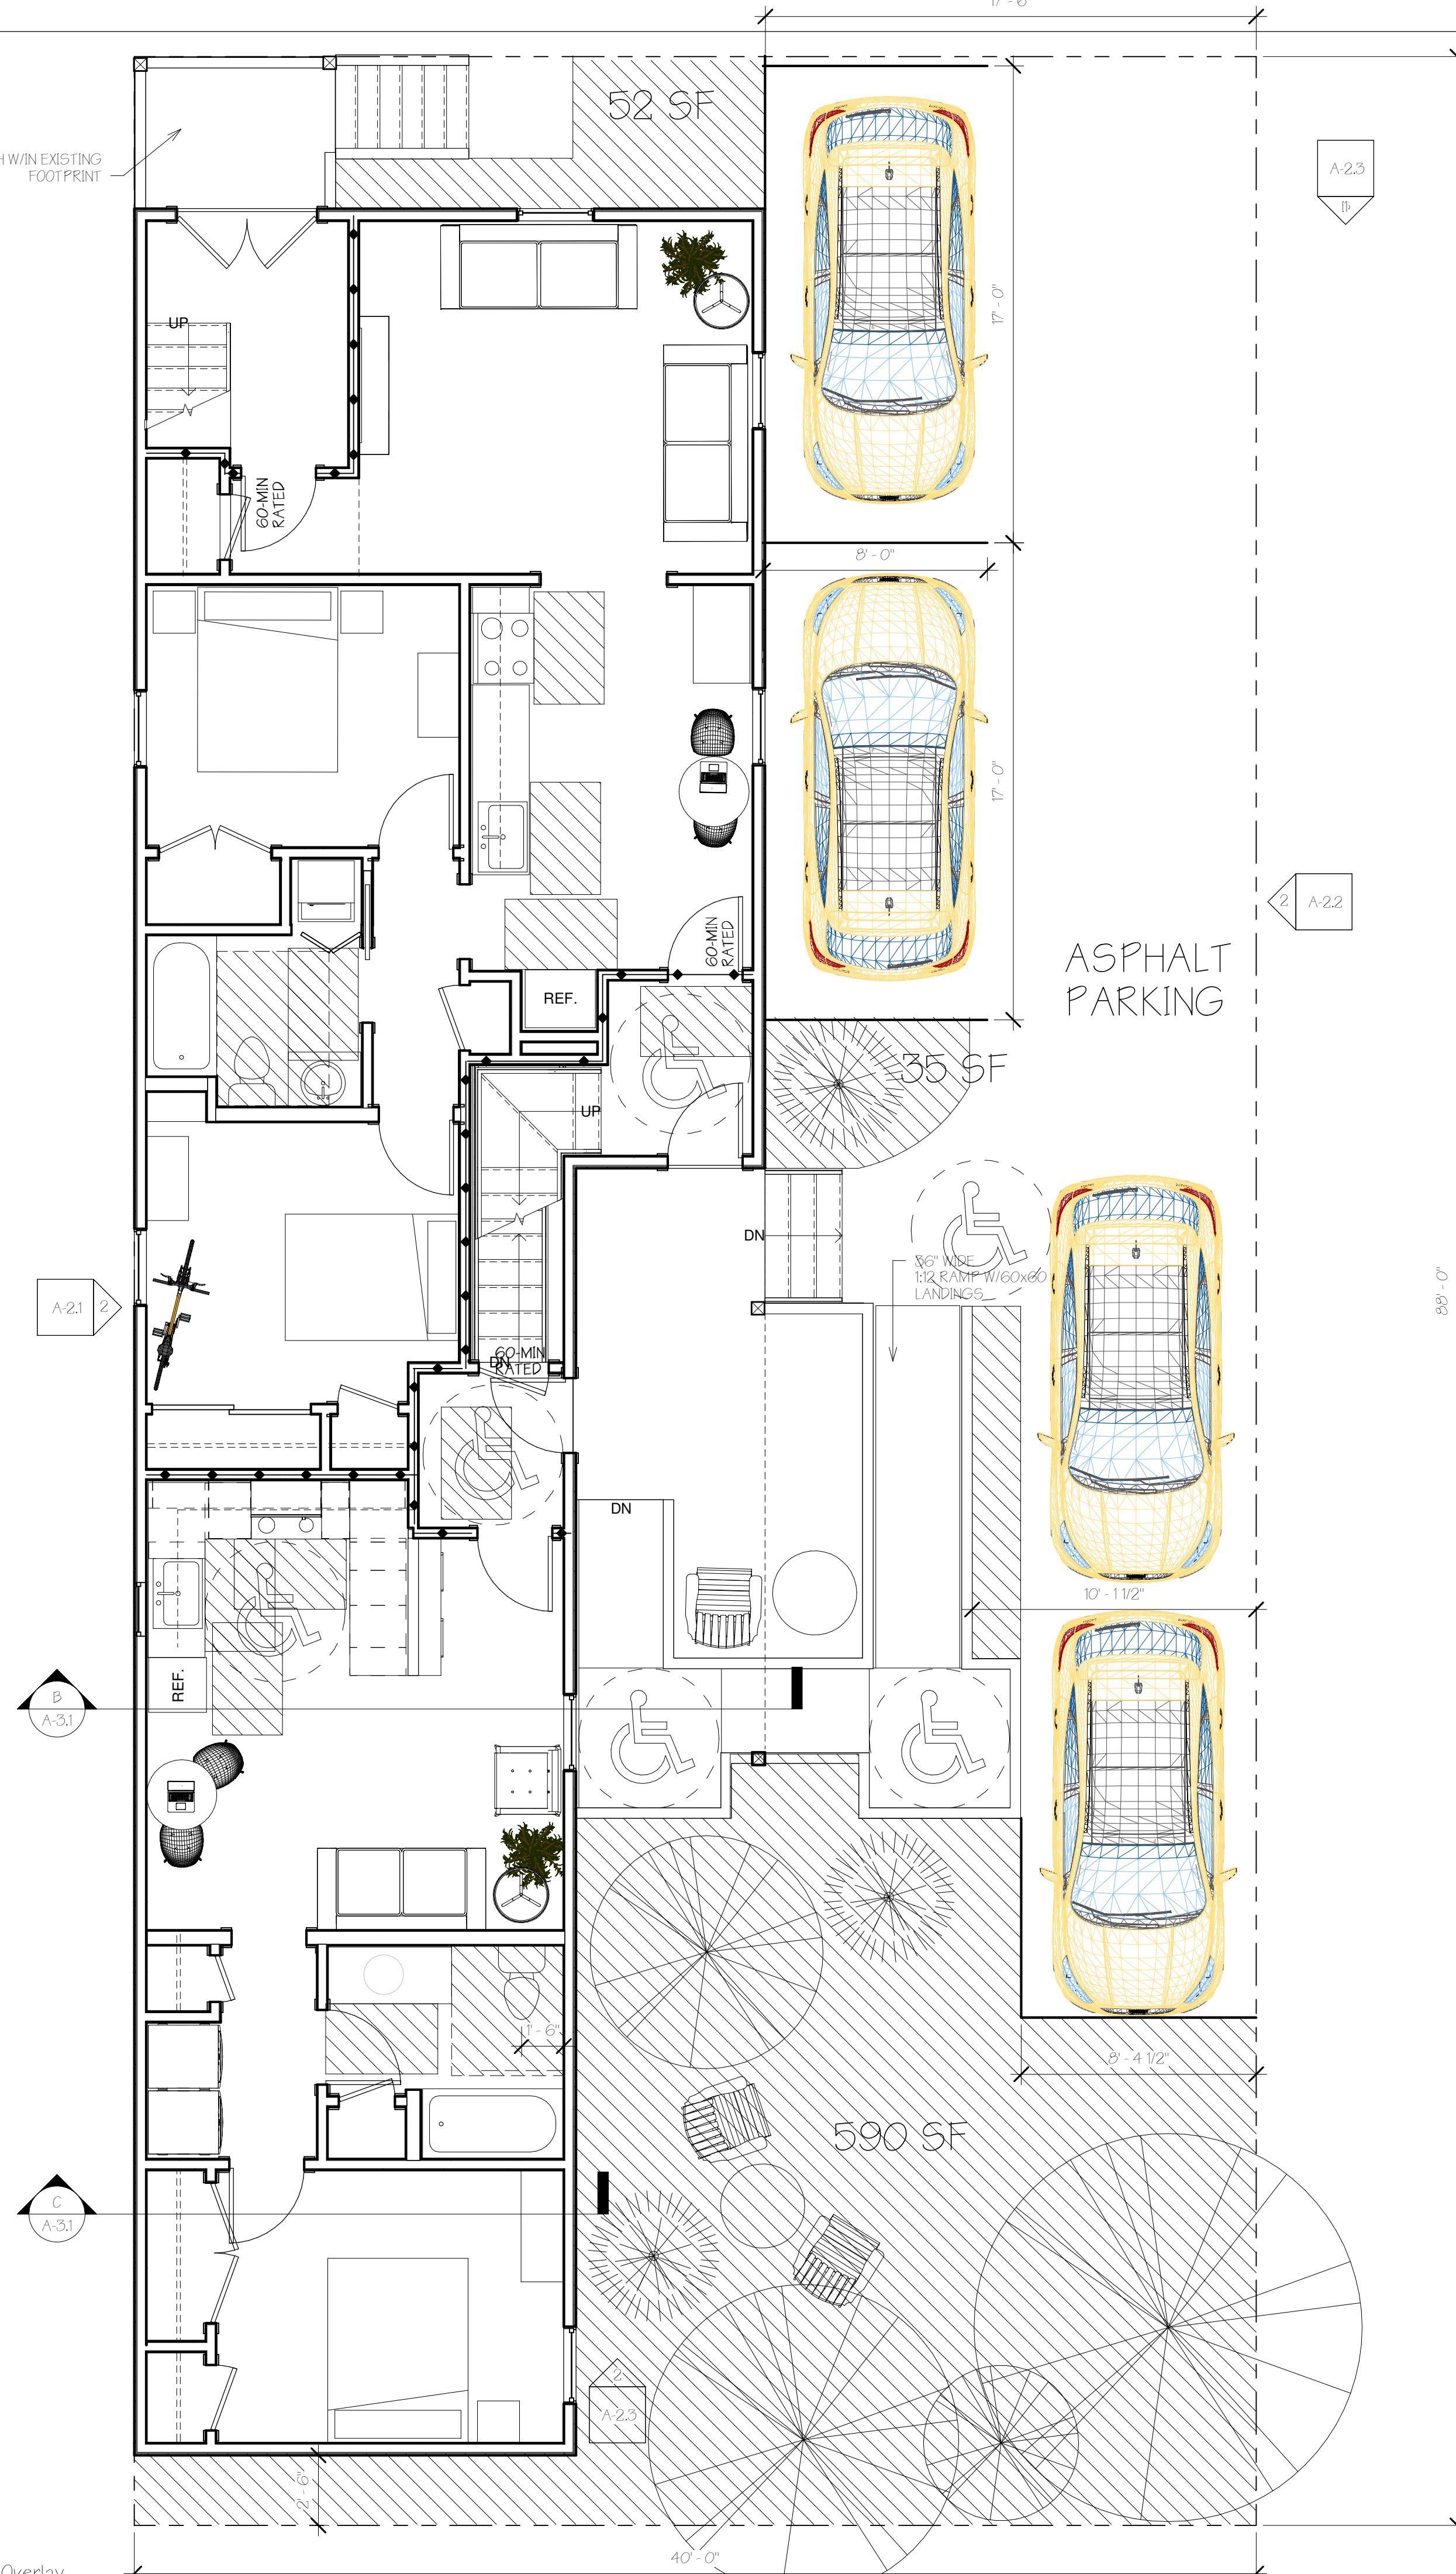 17' - 6"
52 SF
W/IN EXISTING
FOOTPRINT
A-2.3
UP
17' - 0"
60-MIN
RATED
8' - 0"
17' - 0"
2
A-2.2
60-MIN
RATED
ASPHALT
PARKING
REF.
35 SF
UP
DN
36" WIDE
1:12 RAMP W/60x60
LANDINGS
88' - 0"
A-2.1
2
60-MIN
RATED
DN
DN
10' - 1 1/2"
REF.
B
A-3.1
1' - 6"
8' - 4 1/2"
590 SF
C
A-3.1
2
A-2.3
2' - 6"
40' - 0"
Overlay